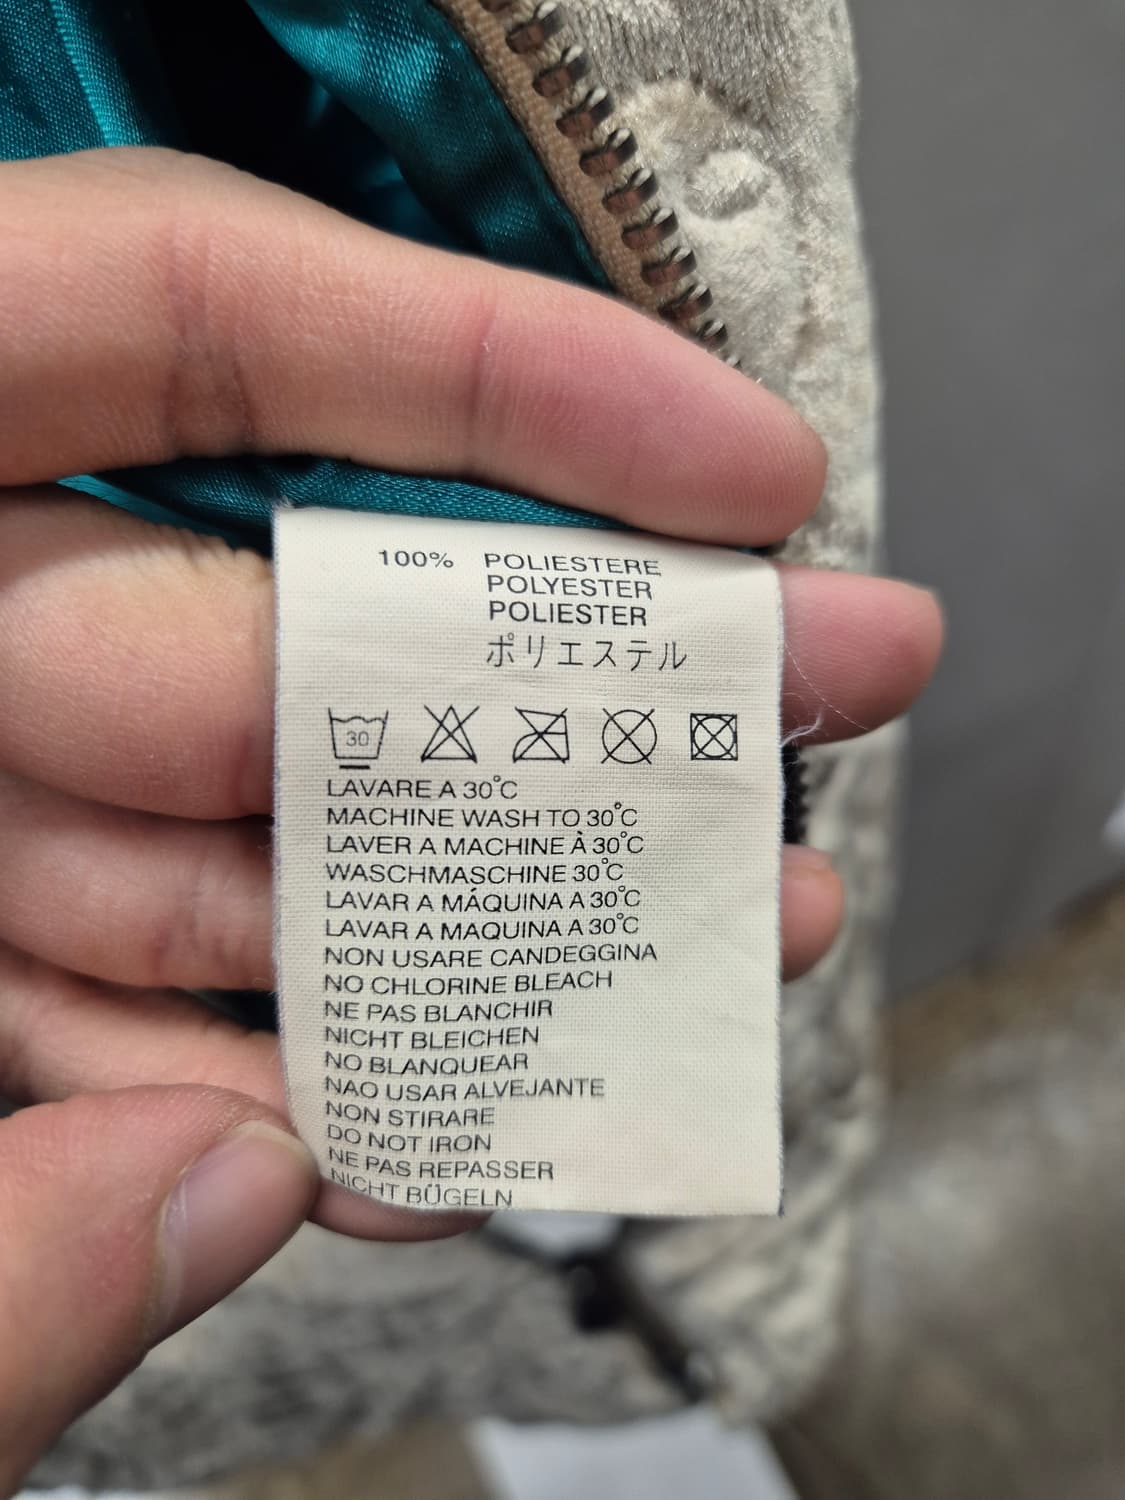 100% POLIESTERE
POLYESTER
POLIESTER
ポリエステル
30
LAVARE A 30°C
MACHINE WASH TO 30°C
LAVER A MACHINE À 30°C
WASCHMASCHINE 30°C
LAVAR A MÁQUINA A 30°C
LAVAR A MAQUINA A 30°C
NON USARE CANDEGGINA
NO CHLORINE BLEACH
NE PAS BLANCHIR
NICHT BLEICHEN
NO BLANQUEAR
NAO USAR ALVEJANTE
NON STIRARE
DO NOT IRON
NE PAS REPASSER
NICHT BÜGELN